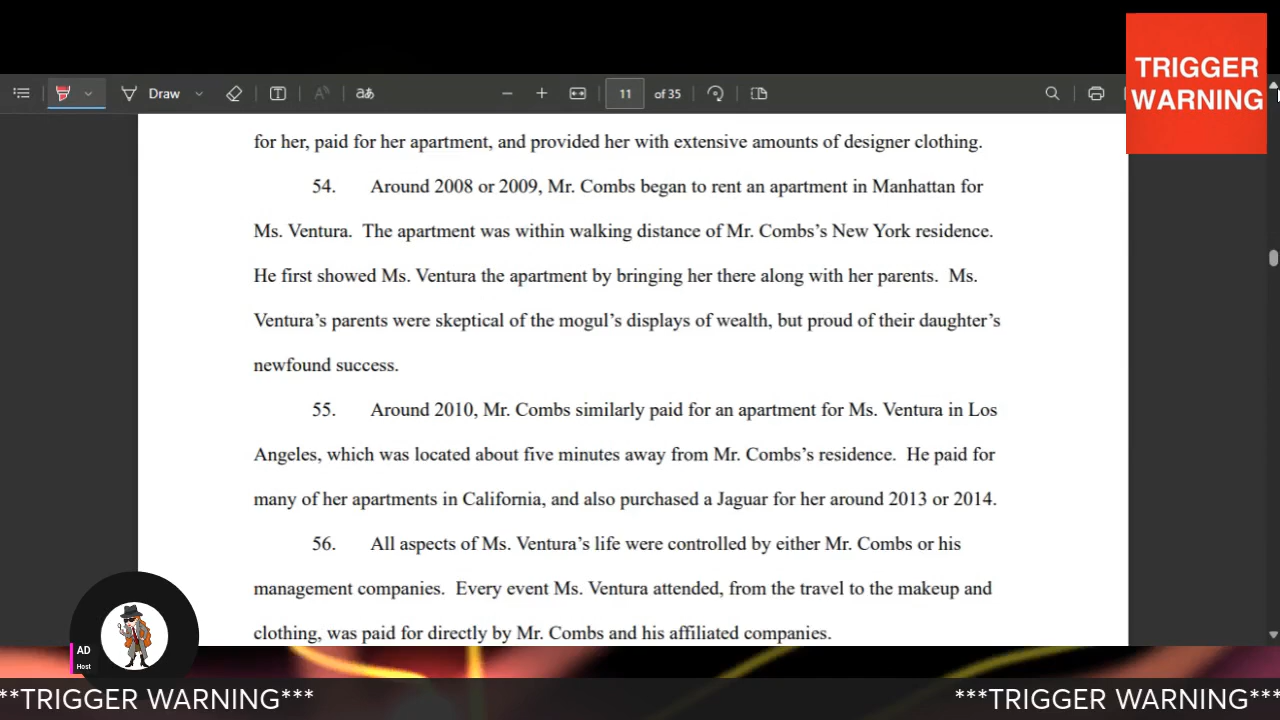 TRIGGER
WARNING
Draw
11 of 35
for her, paid for her apartment, and provided her with extensive amounts of designer clothing.
54. Around 2008 or 2009, Mr. Combs began to rent an apartment in Manhattan for
Ms. Ventura. The apartment was within walking distance of Mr. Combs's New York residence.
He first showed Ms. Ventura the apartment by bringing her there along with her parents. Ms.
Ventura's parents were skeptical of the mogul's displays of wealth, but proud of their daughter's
newfound success.
55. Around 2010, Mr. Combs similarly paid for an apartment for Ms. Ventura in Los
Angeles, which was located about five minutes away from Mr. Combs's residence. He paid for
many of her apartments in California, and also purchased a Jaguar for her around 2013 or 2014.
56. All aspects of Ms. Ventura's life were controlled by either Mr. Combs or his
management companies. Every event Ms. Ventura attended, from the travel to the makeup and
clothing, was paid for directly by Mr. Combs and his affiliated companies.
AD
Host
**TRIGGER WARNING*** ***TRIGGER WARNING***